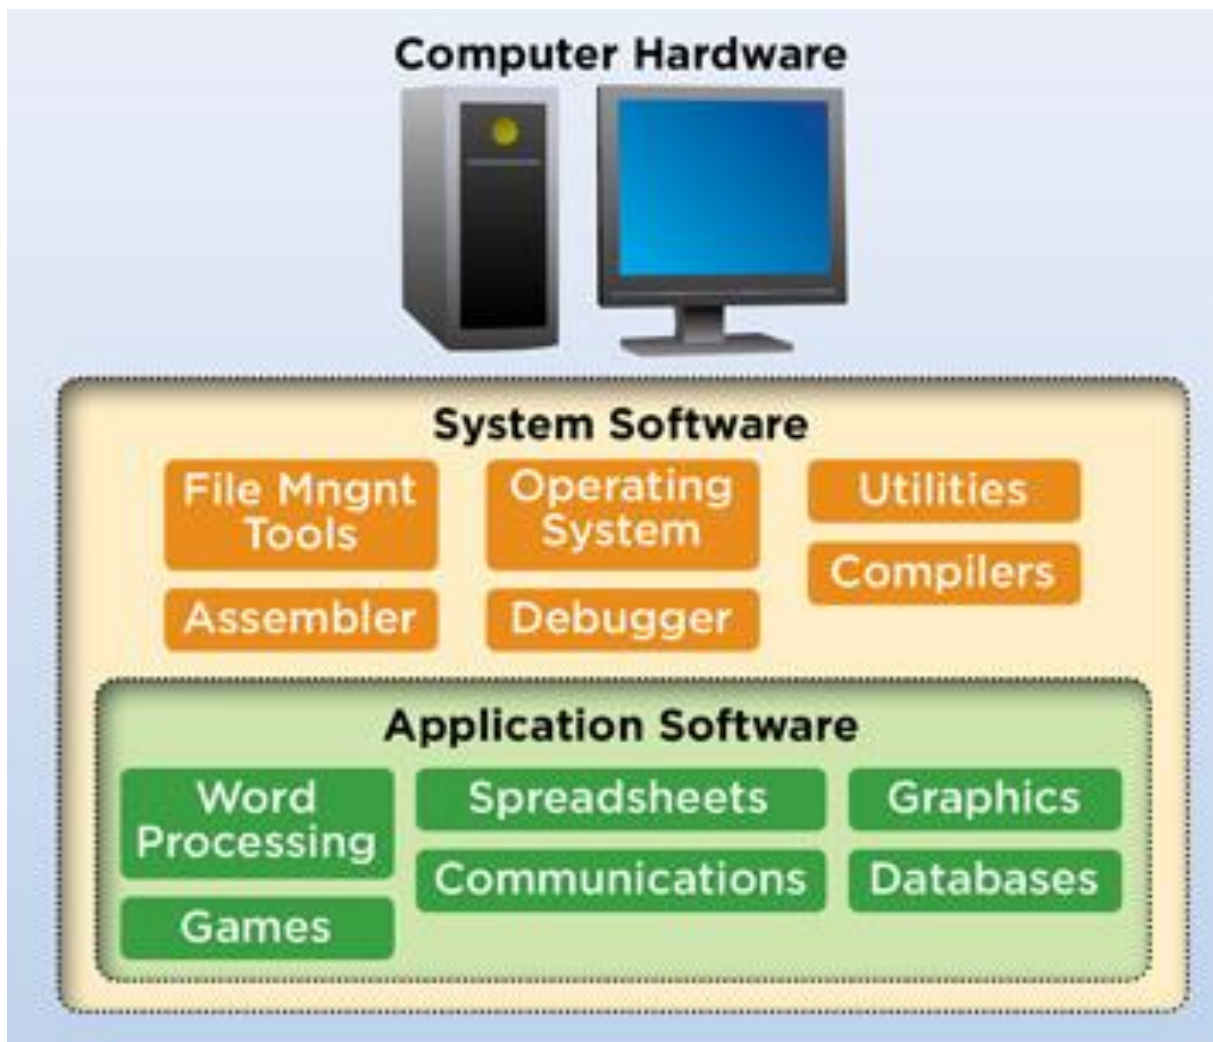 Computer Hardware
System Software
File Mngnt
Tools
Operating
System
Utilities
Compilers
Assembler
Debugger
Application Software
Word
Processing
Spreadsheets
Graphics
Communications
Databases
Games